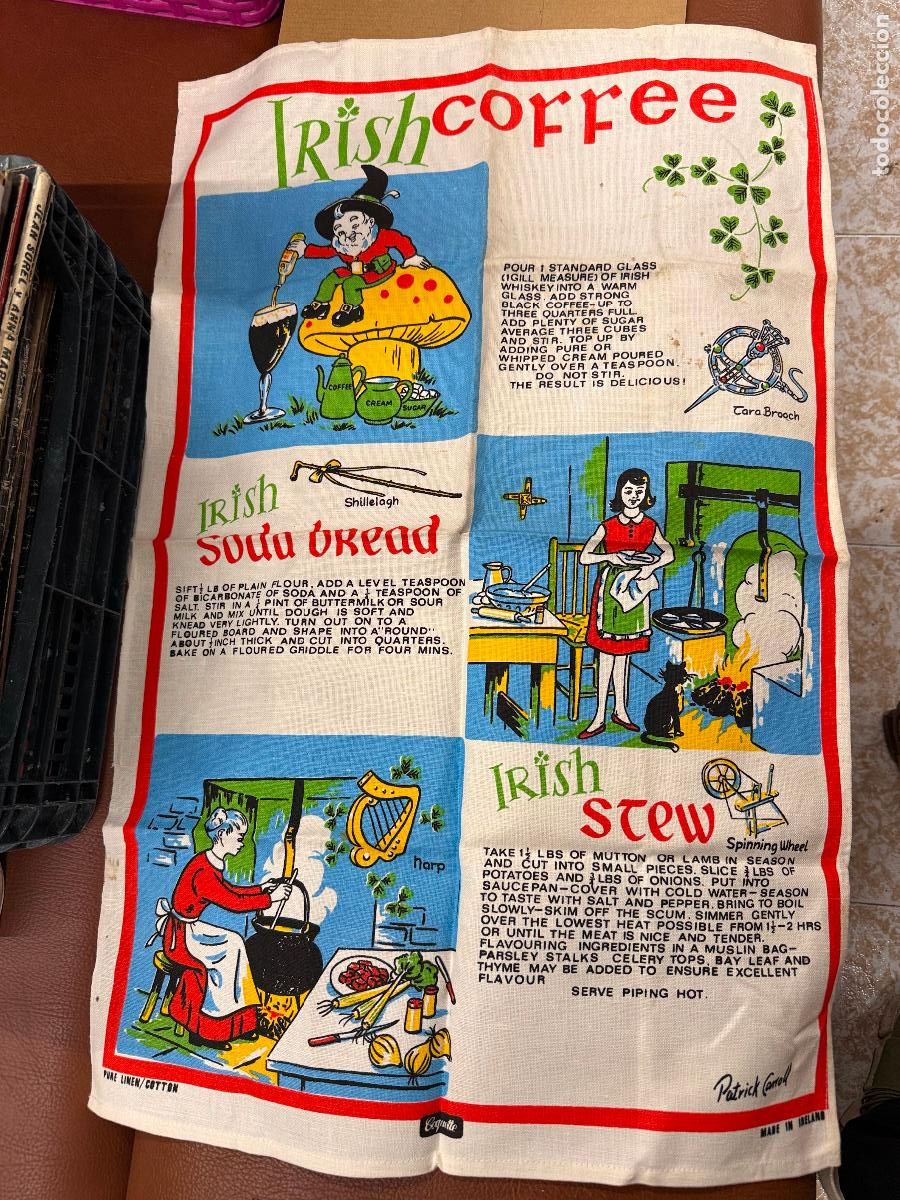 Irish coffee
POUR 1 STANDARD GLASS
(1GILL MEASURE) OF IRISH
WHISKEY INTO A WARM
GLASS. ADD STRONG
BLACK COFFEE-UP TO
THREE QUARTERS FULL.
ADD PLENTY OF SUGAR
AVERAGE THREE CUBES
AND STIR. TOP UP BY
ADDING PURE OR
WHIPPED CREAM POURED
GENTLY OVER A TEASPOON.
DO NOT STIR.
THE RESULT IS DELICIOUS!
COFFEE
CREAM
SUGAR
Tara Brooch
Shillelagh
Irish
soda bread
SIFT ½ LB OF PLAIN FLOUR. ADD A LEVEL TEASPOON
OF BICARBONATE OF SODA AND A ½ TEASPOON OF
SALT. STIR IN A ½ PINT OF BUTTERMILK OR SOUR
MILK AND MIX UNTIL DOUGH IS SOFT AND
KNEAD VERY LIGHTLY. TURN OUT ON TO A
FLOURED BOARD AND SHAPE INTO A "ROUND"
ABOUT ½ INCH THICK AND CUT INTO QUARTERS.
BAKE ON A FLOURED GRIDDLE FOR FOUR MINS.
Irish
stew
Spinning Wheel
Harp
TAKE 1½ LBS OF MUTTON OR LAMB IN SEASON
AND CUT INTO SMALL PIECES. SLICE ¾ LBS OF
POTATOES AND ¾ LBS OF ONIONS. PUT INTO
SAUCEPAN-COVER WITH COLD WATER-SEASON
TO TASTE WITH SALT AND PEPPER. BRING TO BOIL
SLOWLY-SKIM OFF THE SCUM. SIMMER GENTLY
OVER THE LOWEST HEAT POSSIBLE FROM 1½-2 HRS
OR UNTIL THE MEAT IS NICE AND TENDER.
FLAVOURING INGREDIENTS IN A MUSLIN BAG-
PARSLEY STALKS CELERY TOPS, BAY LEAF AND
THYME MAY BE ADDED TO ENSURE EXCELLENT
FLAVOUR
SERVE PIPING HOT.
Patrick Carroll
PURE LINEN/COTTON
MADE IN IRELAND
JEAN SOREL Y ANNA MARIA
todocoleccion